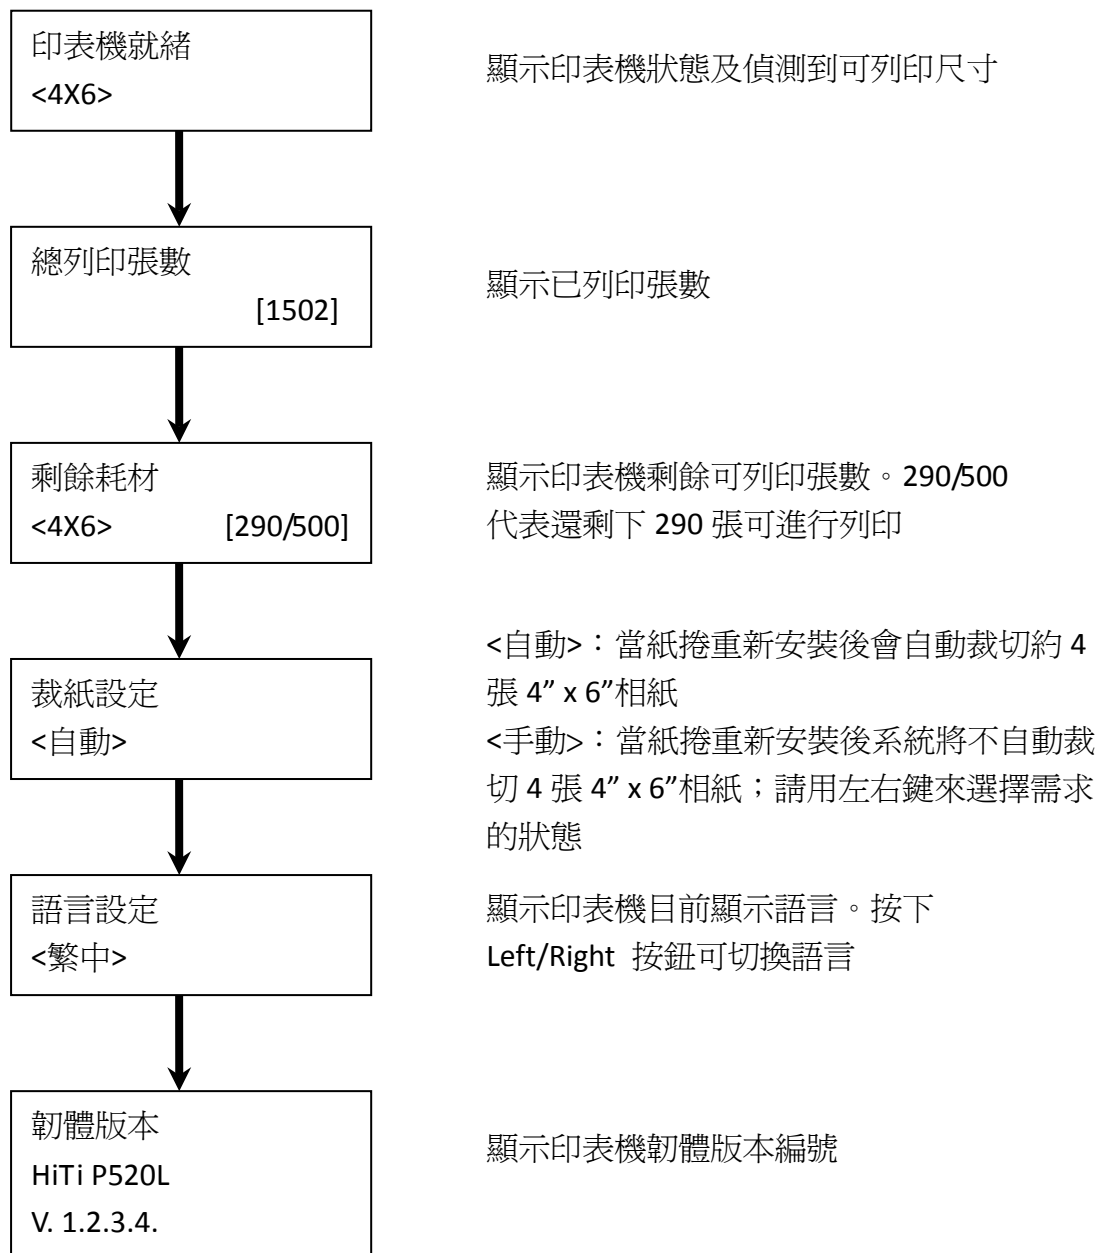 印表機就緒
<4X6>
顯示印表機狀態及偵測到可列印尺寸
總列印張數
[1502]
顯示已列印張數
剩餘耗材
<4X6> [290/500]
顯示印表機剩餘可列印張數。290/500
代表還剩下 290 張可進行列印
裁紙設定
<自動>
<自動>：當紙捲重新安裝後會自動裁切約 4
張 4” x 6”相紙
<手動>：當紙捲重新安裝後系統將不自動裁
切 4 張 4” x 6”相紙；請用左右鍵來選擇需求
的狀態
語言設定
<繁中>
顯示印表機目前顯示語言。按下
Left/Right 按鈕可切換語言
韌體版本
HiTi P520L
V. 1.2.3.4.
顯示印表機韌體版本編號